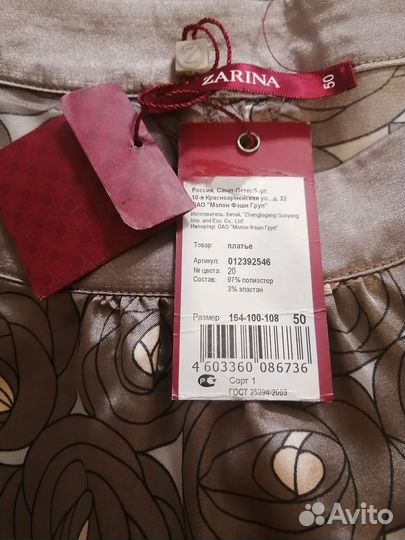 ZARINA
50
Россия, Санкт-Петербург,
10-я Красноармейская ул., д. 22
ОАО "Мэлон Фэшн Груп"
Изготовитель: Китай, "Zhangjiagang Guoyang
Imp. and Exp. Co., Ltd"
Импортер: ОАО "Мэлон Фэшн Груп"
Товар: платье
Артикул: 012392546
№ цвета: 20
Состав: 97% полиэстер
3% эластан
Размер: 164-100-108 50
4 603360 086736
Сорт 1
ГОСТ 25294-2003
Avito